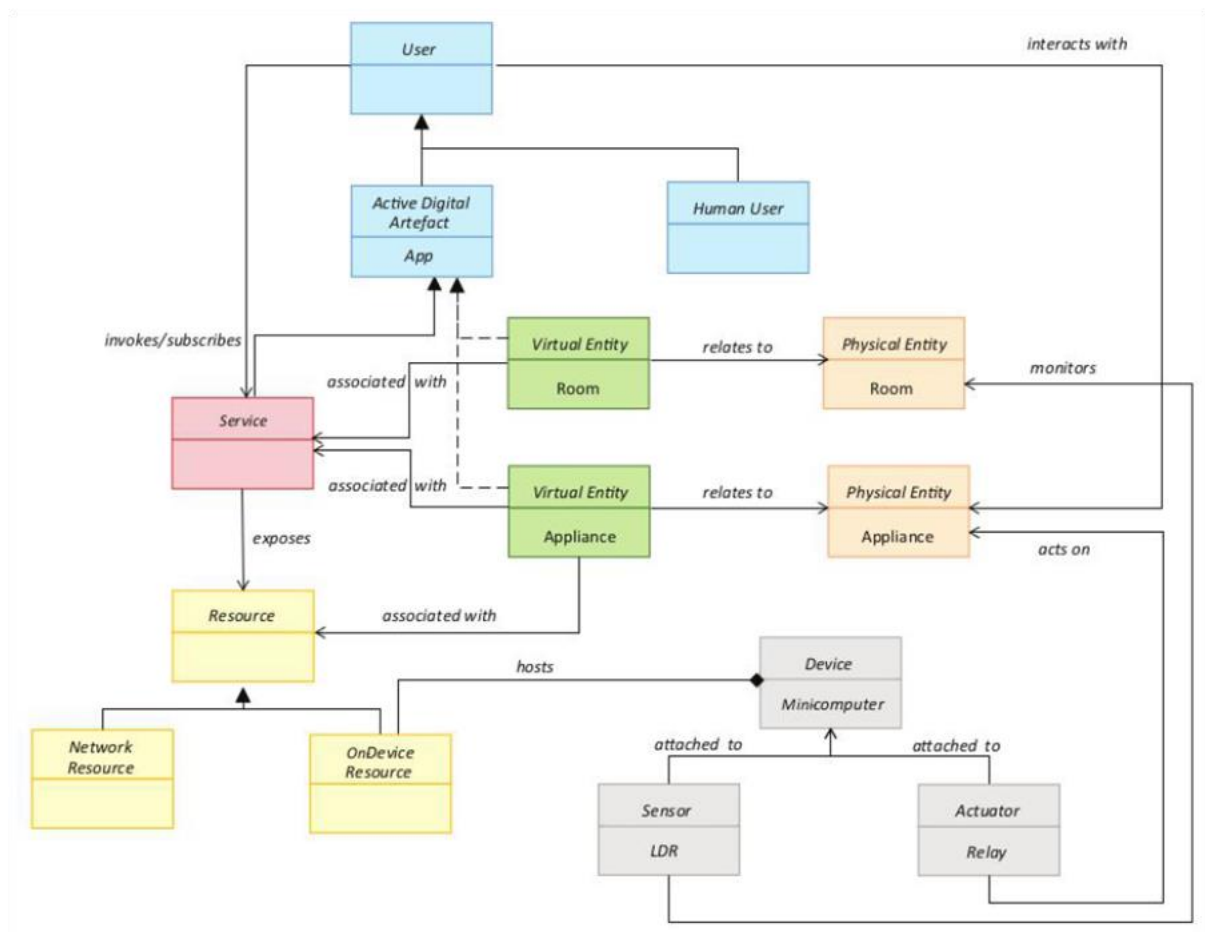 User
interacts with
Active Digital
Artefact
App
Human User
invokes/subscribes
Virtual Entity
Room
relates to
Physical Entity
Room
monitors
associated with
Service
associated with
Virtual Entity
Appliance
relates to
Physical Entity
Appliance
acts on
exposes
Resource
associated with
hosts
Device
Minicomputer
Network
Resource
OnDevice
Resource
attached to
attached to
Sensor
LDR
Actuator
Relay